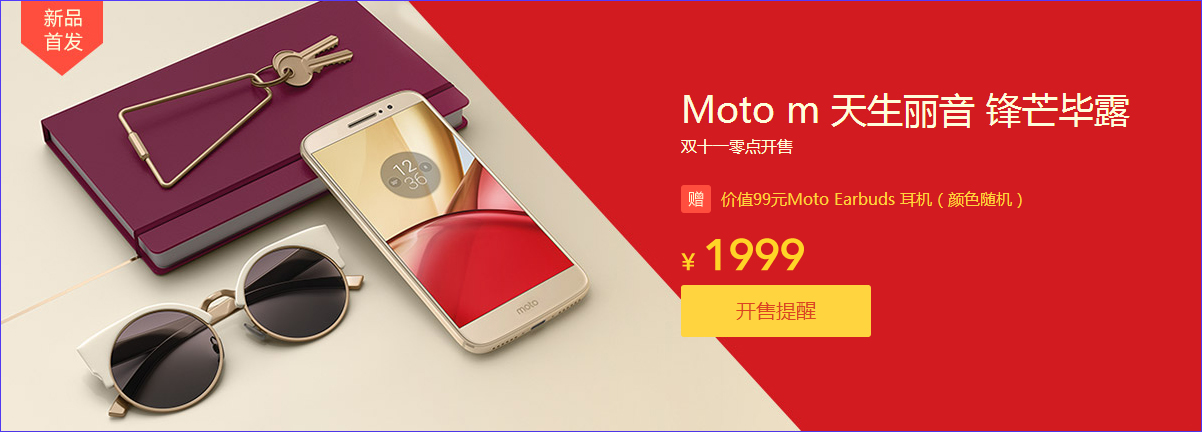 新品
首发
12
36
moto
Moto m 天生丽音 锋芒毕露
双十一零点开售
赠 价值99元Moto Earbuds 耳机（颜色随机）
¥ 1999
开售提醒